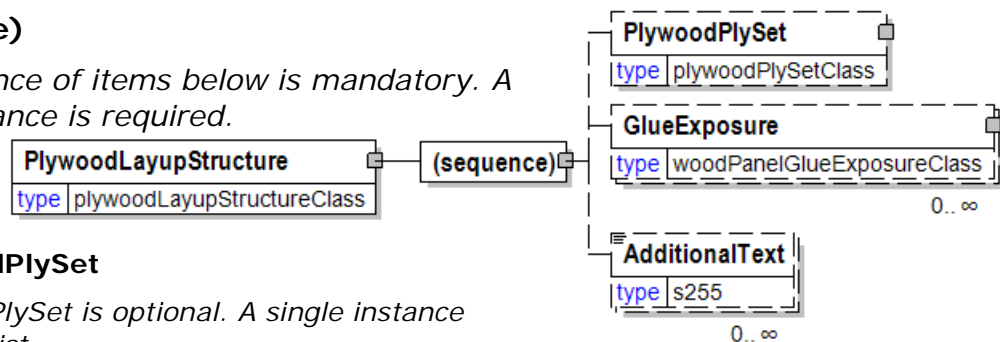 e)
nce of items below is mandatory. A
ance is required.
PlywoodLayupStructure
type plywoodLayupStructureClass
(sequence)
PlywoodPlySet
type plywoodPlySetClass
GlueExposure
type woodPanelGlueExposureClass
0.. ∞
AdditionalText
type s255
0.. ∞
dPlySet
PlySet is optional. A single instance